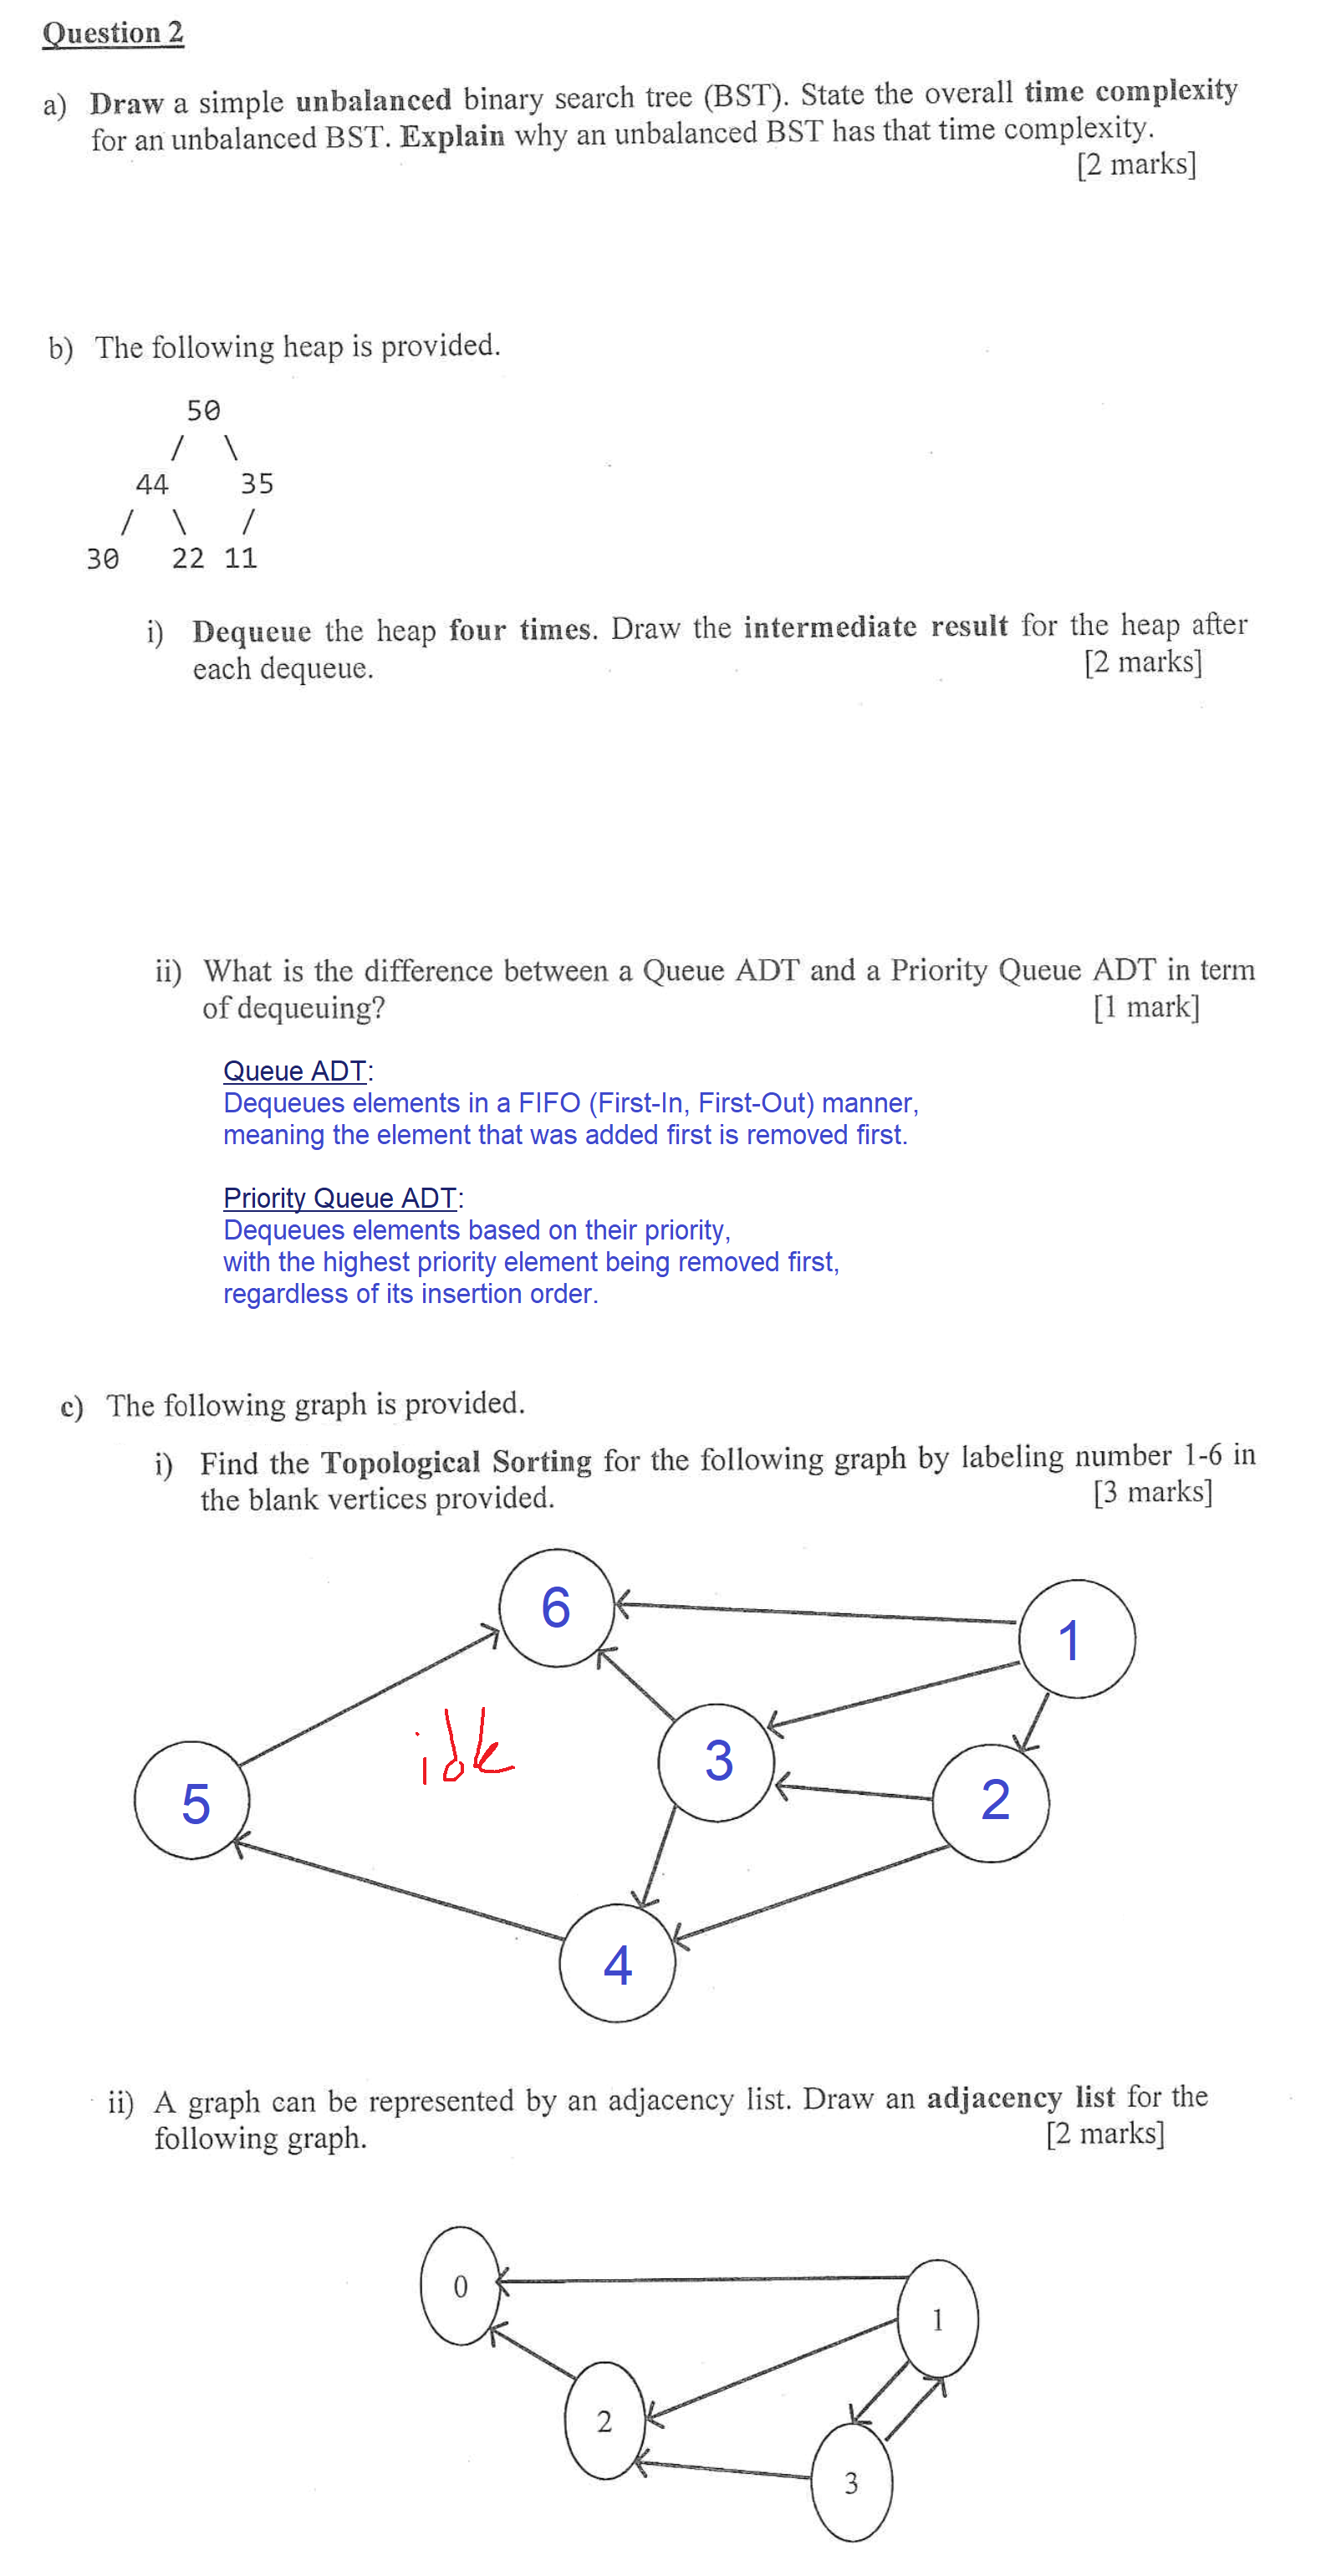 Question 2
a) Draw a simple unbalanced binary search tree (BST). State the overall time complexity
for an unbalanced BST. Explain why an unbalanced BST has that time complexity.
[2 marks]
b) The following heap is provided.
50
/ \
44 35
/ \ /
30 22 11
i) Dequeue the heap four times. Draw the intermediate result for the heap after
each dequeue. [2 marks]
ii) What is the difference between a Queue ADT and a Priority Queue ADT in term
of dequeuing? [1 mark]
Queue ADT:
Dequeues elements in a FIFO (First-In, First-Out) manner,
meaning the element that was added first is removed first.
Priority Queue ADT:
Dequeues elements based on their priority,
with the highest priority element being removed first,
regardless of its insertion order.
c) The following graph is provided.
i) Find the Topological Sorting for the following graph by labeling number 1-6 in
the blank vertices provided. [3 marks]
6
1
idk
3
5
2
4
ii) A graph can be represented by an adjacency list. Draw an adjacency list for the
following graph. [2 marks]
0
1
2
3